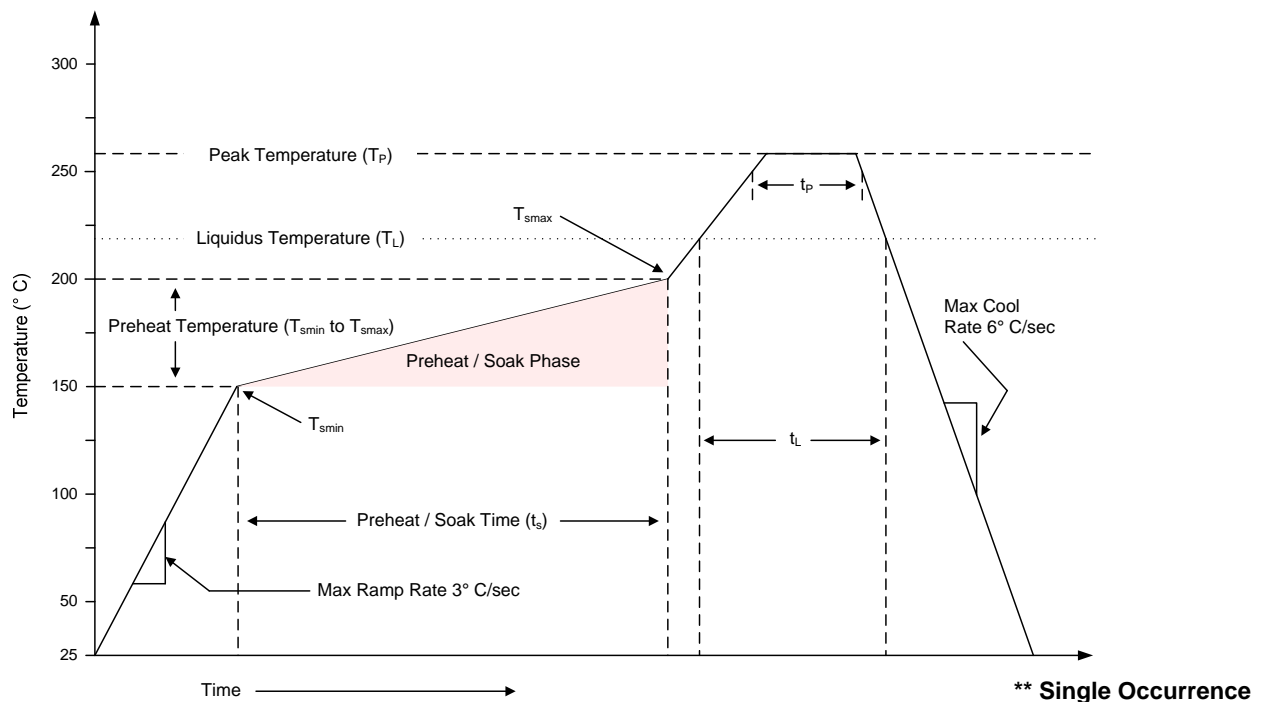 300
Peak Temperature (TP)
250
tP
Tsmax
Liquidus Temperature (TL)
200
Temperature (° C)
Max Cool
Rate 6° C/sec
Preheat Temperature (Tsmin to Tsmax)
Preheat / Soak Phase
150
Tsmin
tL
100
Preheat / Soak Time (ts)
Max Ramp Rate 3° C/sec
50
25
Time
** Single Occurrence